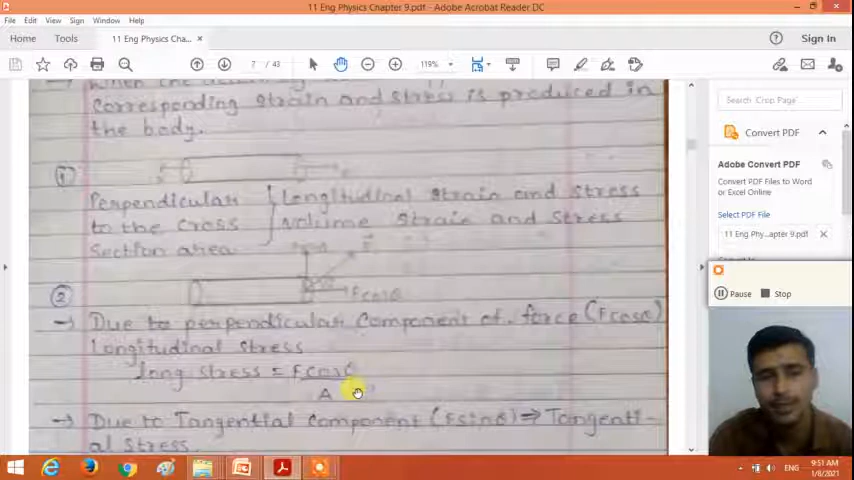 11 Eng Physics Chapter 9.pdf - Adobe Acrobat Reader DC
File Edit View Sign Window Help
Home Tools 11 Eng Physics Cha... × Sign In
7 / 43 119%
corresponding strain and stress is produced in
the body.
①
Perpendicular Longitudinal strain and stress
to the cross volume strain and stress
section area
② Fcosθ
→ Due to perpendicular component of force (Fcosθ)
Longitudinal stress
long stress = Fcosθ
A
→ Due to Tangential component (Fsinθ) ⇒ Tangenti-
al stress
Search 'Crop Page'
Convert PDF
Adobe Convert PDF
Convert PDF Files to Word
or Excel Online
Select PDF File
11 Eng Phy...apter 9.pdf ×
Pause Stop
ENG 9:51 AM
1/8/2021